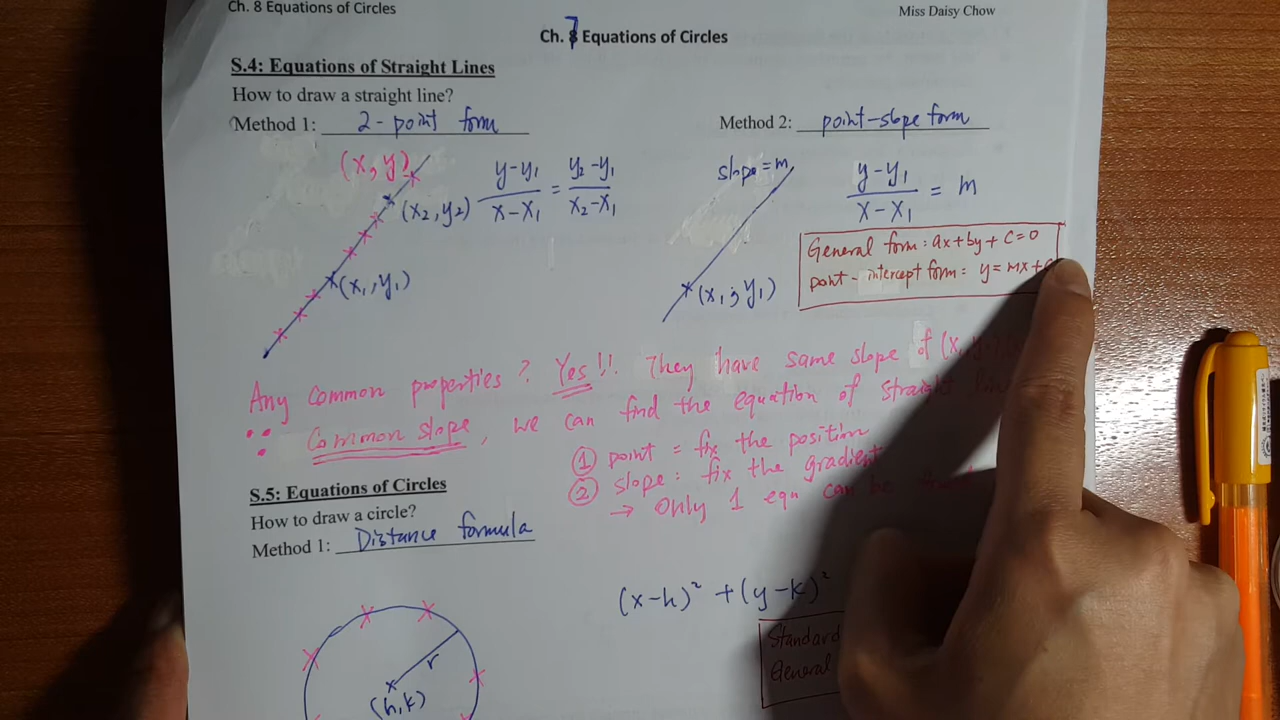 Ch. 8 Equations of Circles
Miss Daisy Chow
Ch. 7 Equations of Circles
S.4: Equations of Straight Lines
How to draw a straight line?
Method 1: 2-point form
Method 2: point-slope form
(x, y)
(x₂, y₂)
(x₁, y₁)
y-y₁ / x-x₁ = y₂-y₁ / x₂-x₁
slope = m
(x₁, y₁)
y-y₁ / x-x₁ = m
General form: ax+by+c=0
point-intercept form: y=mx+
Any common properties? Yes!! They have same slope of (x,
∵ Common slope, we can find the equation of straight
① point = fix the position
② slope: fix the gradient
→ Only 1 eqn can be
S.5: Equations of Circles
How to draw a circle?
Method 1: Distance formula
(x-h)² + (y-k)²
Standard
General
r
(h,k)